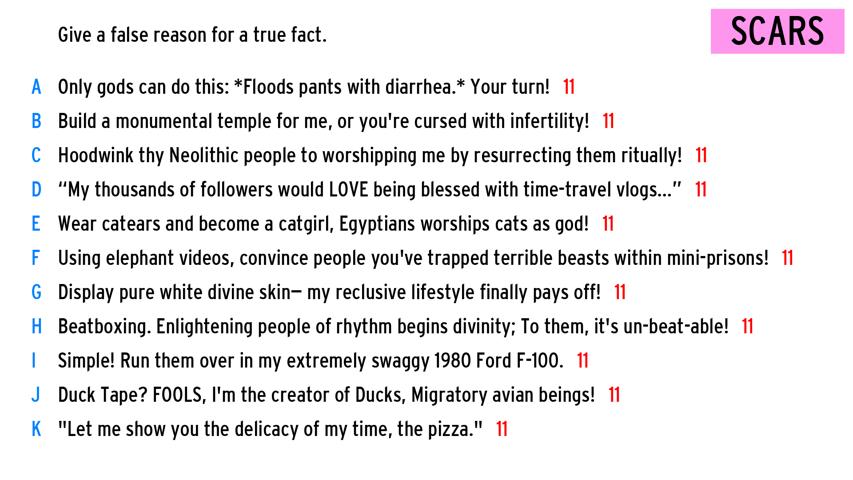 Give a false reason for a true fact.
SCARS
A Only gods can do this: *Floods pants with diarrhea.* Your turn! 11
B Build a monumental temple for me, or you're cursed with infertility! 11
C Hoodwink thy Neolithic people to worshipping me by resurrecting them ritually! 11
D “My thousands of followers would LOVE being blessed with time-travel vlogs...” 11
E Wear catears and become a catgirl, Egyptians worships cats as god! 11
F Using elephant videos, convince people you've trapped terrible beasts within mini-prisons! 11
G Display pure white divine skin— my reclusive lifestyle finally pays off! 11
H Beatboxing. Enlightening people of rhythm begins divinity; To them, it's un-beat-able! 11
I Simple! Run them over in my extremely swaggy 1980 Ford F-100. 11
J Duck Tape? FOOLS, I'm the creator of Ducks, Migratory avian beings! 11
K "Let me show you the delicacy of my time, the pizza." 11